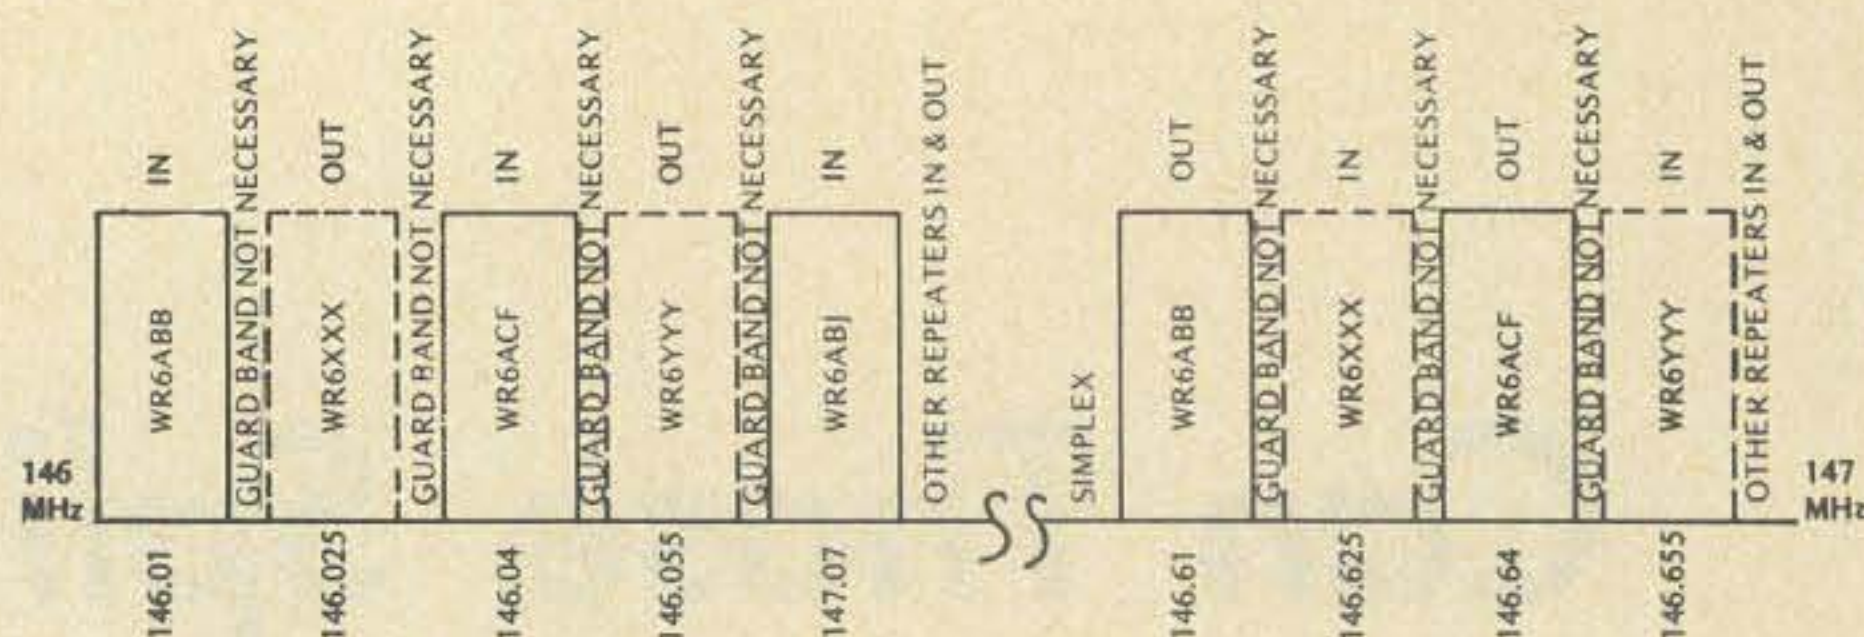 IN
GUARD BAND NOT NECESSARY
OUT
GUARD BAND NOT NECESSARY
IN
GUARD BAND NOT NECESSARY
OUT
GUARD BAND NOT NECESSARY
IN
OTHER REPEATERS IN & OUT
SIMPLEX
OUT
GUARD BAND NOT NECESSARY
IN
GUARD BAND NOT NECESSARY
OUT
GUARD BAND NOT NECESSARY
IN
OTHER REPEATERS IN & OUT
WR6ABB
WR6XXX
WR6ACF
WR6YYY
WR6ABJ
WR6ABB
WR6XXX
WR6ACF
WR6YYY
146
MHz
147
MHz
146.01
146.025
146.04
146.055
147.07
146.61
146.625
146.64
146.655